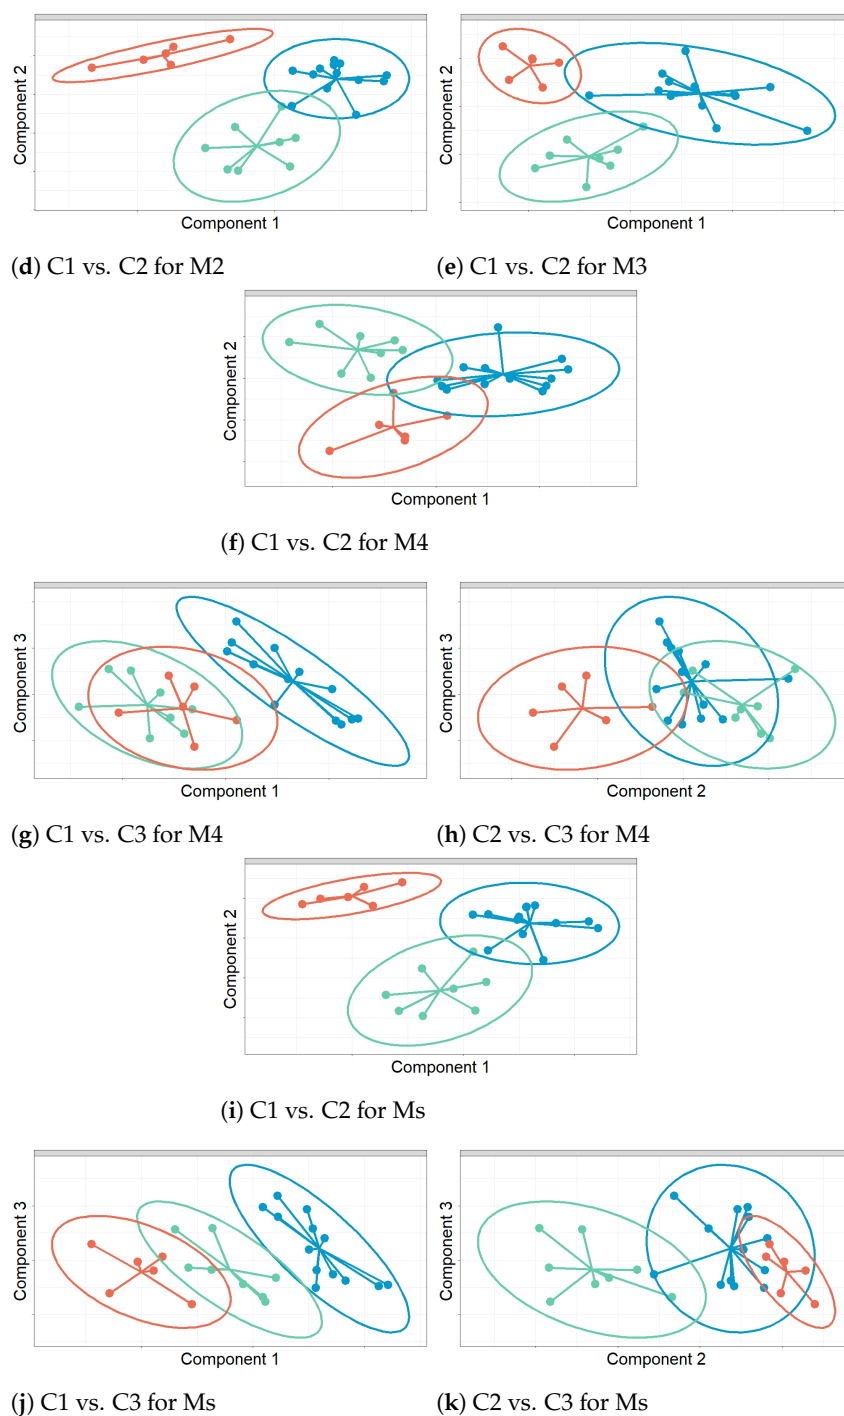 Component 2
Component 1
Component 2
Component 1
(d) C1 vs. C2 for M2
(e) C1 vs. C2 for M3
Component 2
Component 1
(f) C1 vs. C2 for M4
Component 3
Component 1
Component 3
Component 2
(g) C1 vs. C3 for M4
(h) C2 vs. C3 for M4
Component 2
Component 1
(i) C1 vs. C2 for Ms
Component 3
Component 1
Component 3
Component 2
(j) C1 vs. C3 for Ms
(k) C2 vs. C3 for Ms